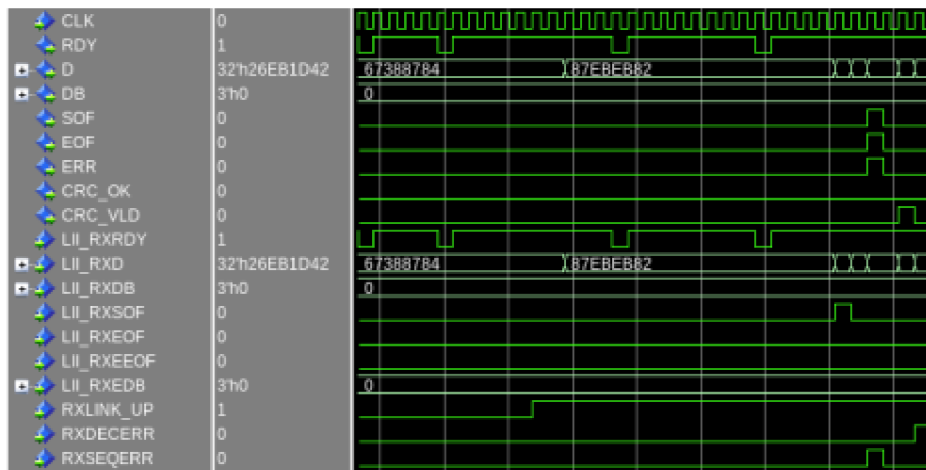 CLK 0
RDY 1
D 32'h26EB1D42 67388784 87EBEB82
DB 3'h0 0
SOF 0
EOF 0
ERR 0
CRC_OK 0
CRC_VLD 0
LII_RXRDY 1
LII_RXD 32'h26EB1D42 67388784 87EBEB82
LII_RXDB 3'h0 0
LII_RXSOF 0
LII_RXEOF 0
LII_RXEEOF 0
LII_RXEDB 3'h0 0
RXLINK_UP 1
RXDECERR 0
RXSEQERR 0